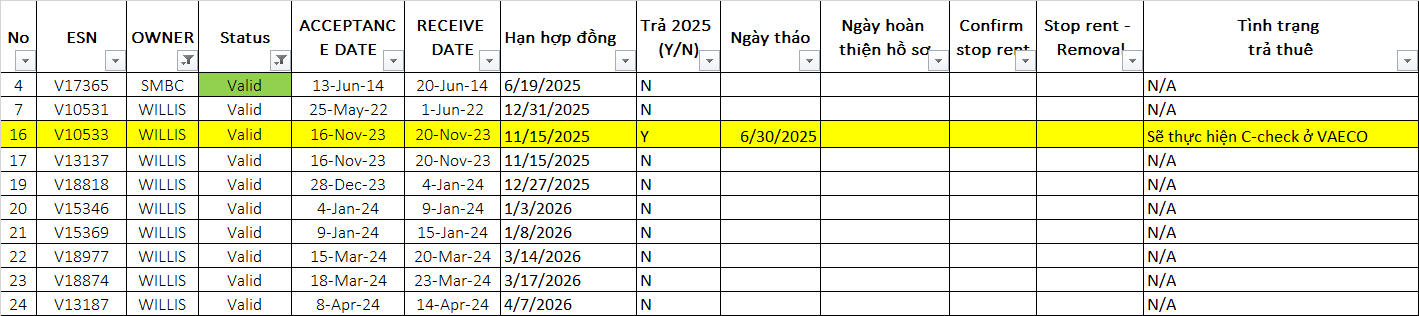 No ESN OWNER Status ACCEPTANC E DATE RECEIVE DATE Hạn hợp đồng Trả 2025 (Y/N) Ngày tháo Ngày hoàn thiện hồ sơ Confirm stop rent Stop rent - Removal Tình trạng trả thuê
4 V17365 SMBC Valid 13-Jun-14 20-Jun-14 6/19/2025 N N/A
7 V10531 WILLIS Valid 25-May-22 1-Jun-22 12/31/2025 N N/A
16 V10533 WILLIS Valid 16-Nov-23 20-Nov-23 11/15/2025 Y 6/30/2025 Sẽ thực hiện C-check ở VAECO
17 V13137 WILLIS Valid 16-Nov-23 20-Nov-23 11/15/2025 N N/A
19 V18818 WILLIS Valid 28-Dec-23 4-Jan-24 12/27/2025 N N/A
20 V15346 WILLIS Valid 4-Jan-24 9-Jan-24 1/3/2026 N N/A
21 V15369 WILLIS Valid 9-Jan-24 15-Jan-24 1/8/2026 N N/A
22 V18977 WILLIS Valid 15-Mar-24 20-Mar-24 3/14/2026 N N/A
23 V18874 WILLIS Valid 18-Mar-24 23-Mar-24 3/17/2026 N N/A
24 V13187 WILLIS Valid 8-Apr-24 14-Apr-24 4/7/2026 N N/A